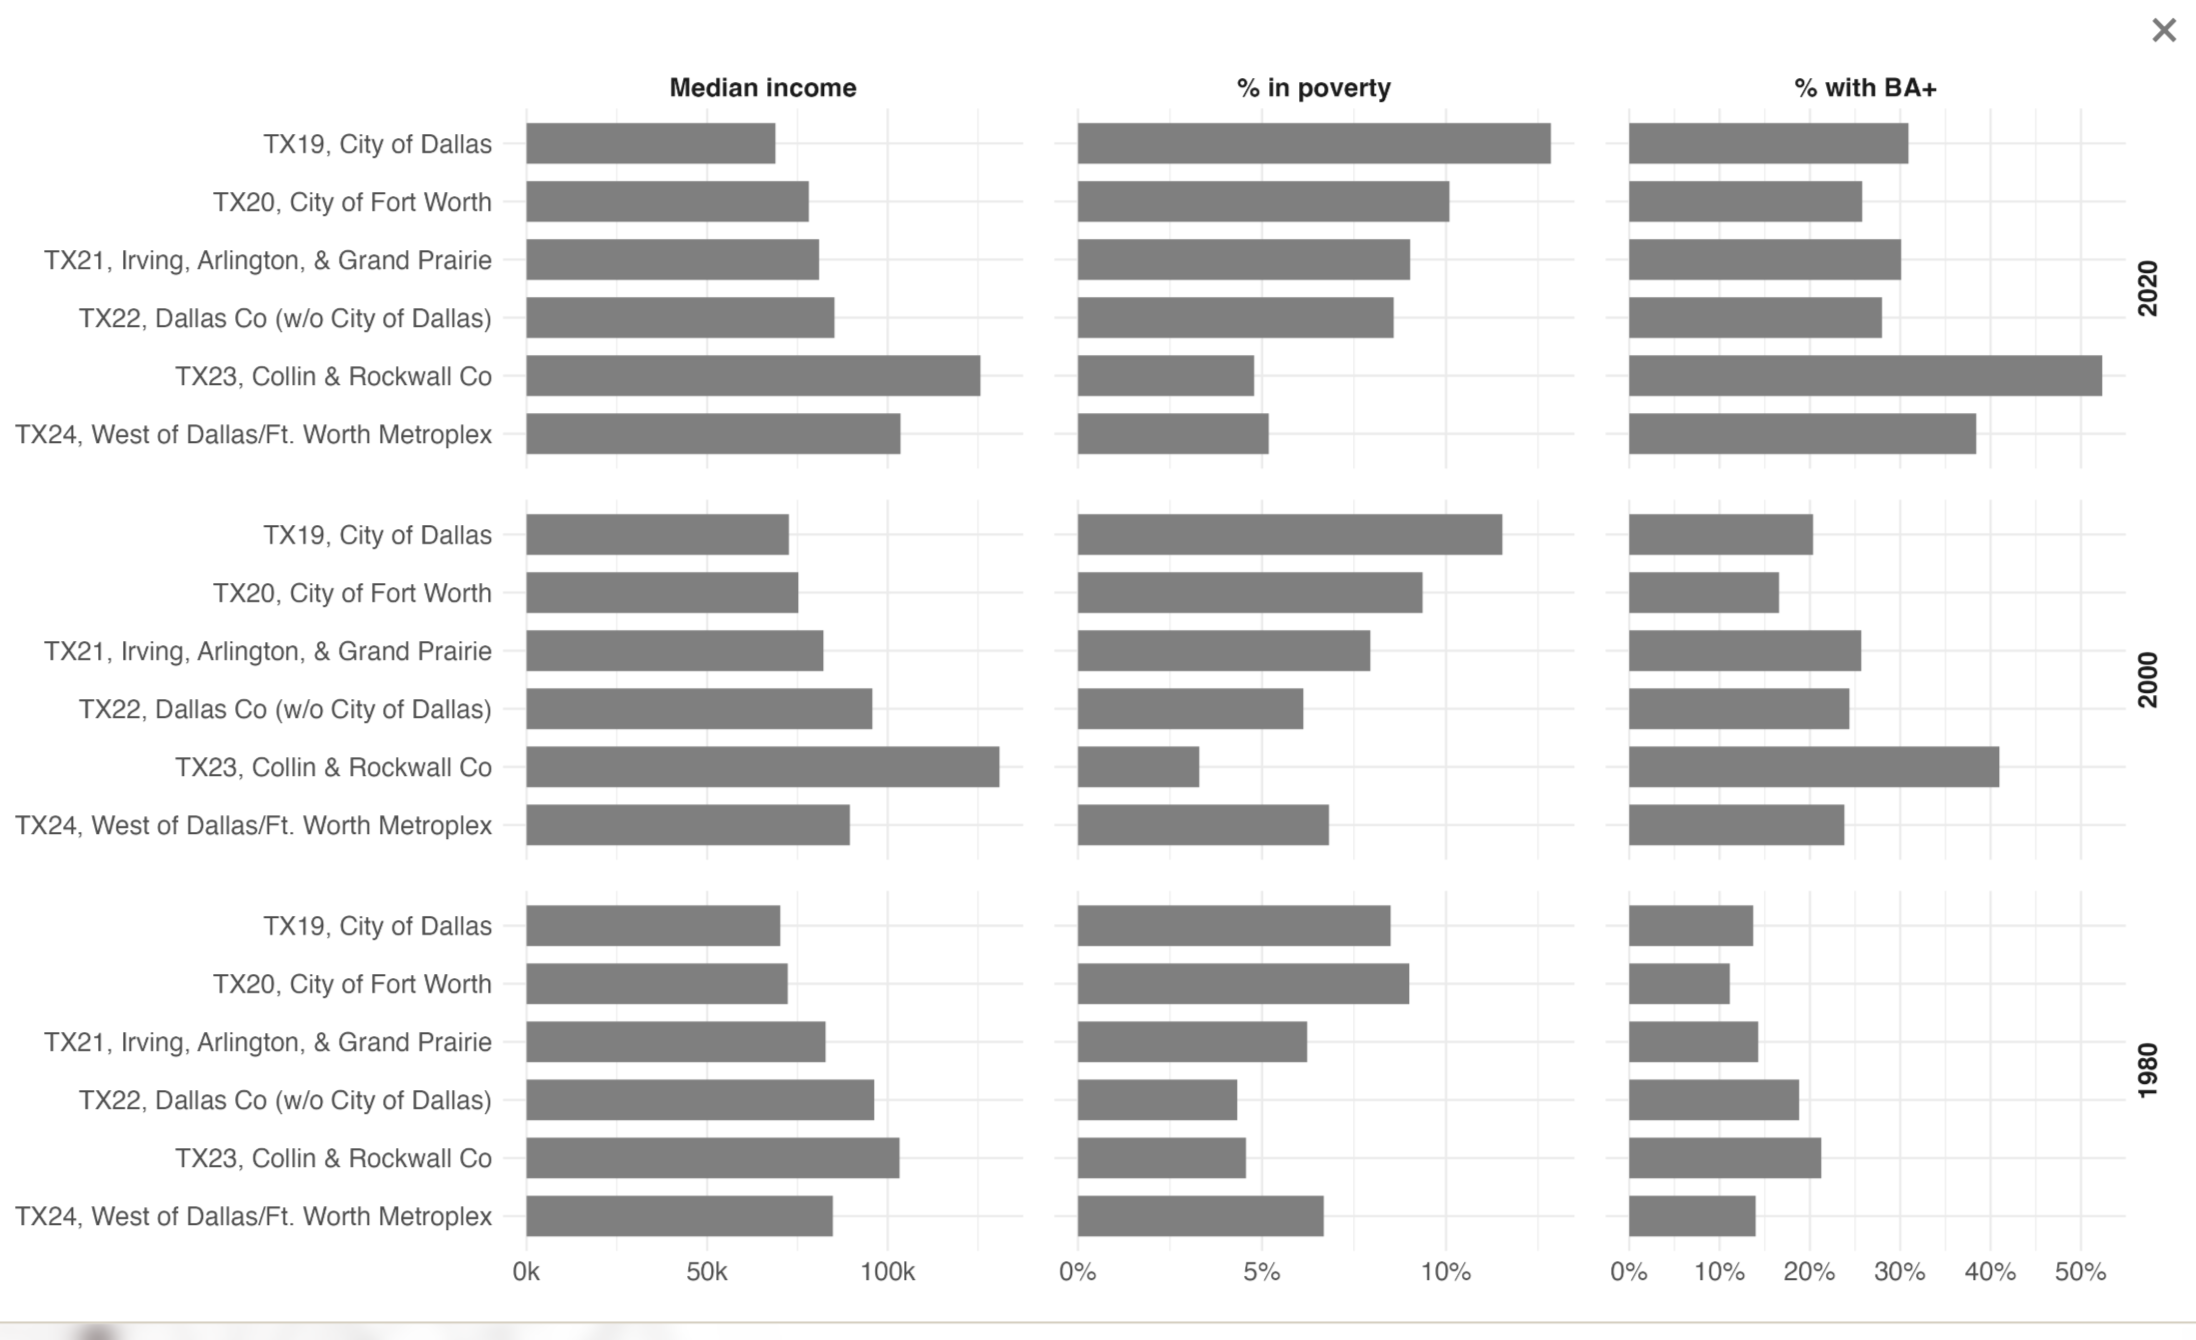 Median income % in poverty % with BA+
TX19, City of Dallas
TX20, City of Fort Worth
TX21, Irving, Arlington, & Grand Prairie
TX22, Dallas Co (w/o City of Dallas)
TX23, Collin & Rockwall Co
TX24, West of Dallas/Ft. Worth Metroplex
2020
TX19, City of Dallas
TX20, City of Fort Worth
TX21, Irving, Arlington, & Grand Prairie
TX22, Dallas Co (w/o City of Dallas)
TX23, Collin & Rockwall Co
TX24, West of Dallas/Ft. Worth Metroplex
2000
TX19, City of Dallas
TX20, City of Fort Worth
TX21, Irving, Arlington, & Grand Prairie
TX22, Dallas Co (w/o City of Dallas)
TX23, Collin & Rockwall Co
TX24, West of Dallas/Ft. Worth Metroplex
1980
0k 50k 100k 0% 5% 10% 0% 10% 20% 30% 40% 50%